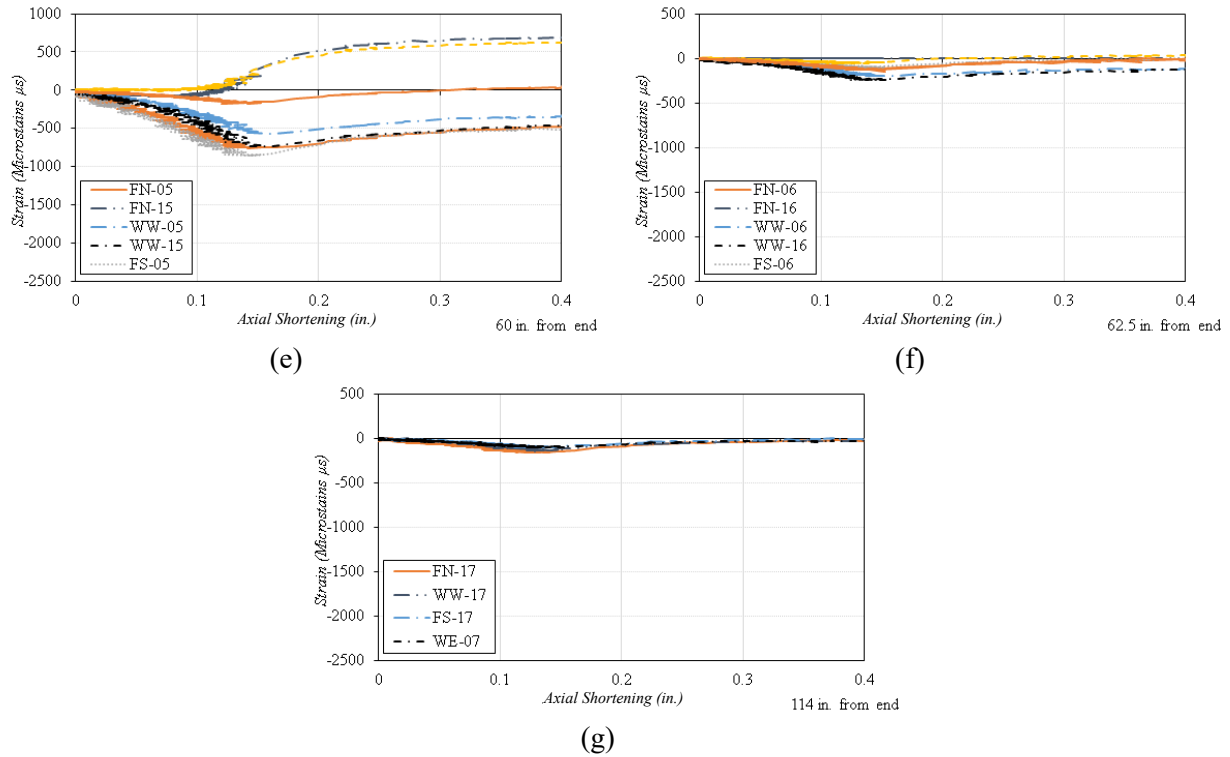 1000
500
0
-500
-1000
-1500
-2000
-2500
Strain (Microstains µs)
FN-05
FN-15
WW-05
WW-15
FS-05
0 0.1 0.2 0.3 0.4
Axial Shortening (in.)
60 in. from end
(e)
500
0
-500
-1000
-1500
-2000
-2500
Strain (Microstains µs)
FN-06
FN-16
WW-06
WW-16
FS-06
0 0.1 0.2 0.3 0.4
Axial Shortening (in.)
62.5 in. from end
(f)
500
0
-500
-1000
-1500
-2000
-2500
Strain (Microstains µs)
FN-17
WW-17
FS-17
WE-07
0 0.1 0.2 0.3 0.4
Axial Shortening (in.)
114 in. from end
(g)